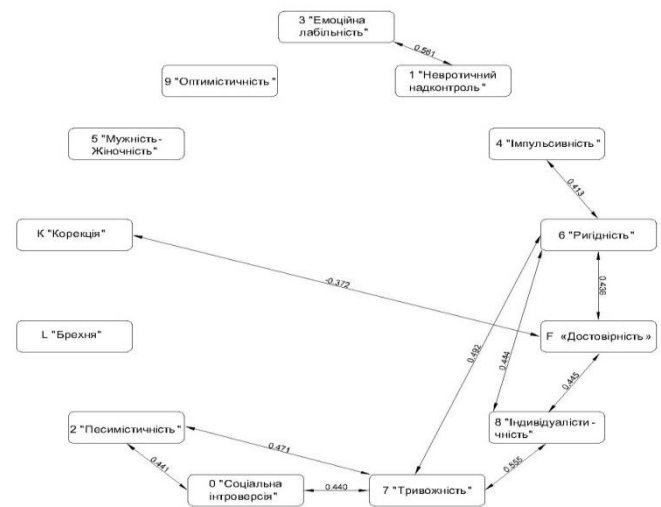 3 "Емоційна
лабільність"
0.561
9 "Оптимістичність"
1 "Невротичний
надконтроль"
5 "Мужність-
Жіночність"
4 "Імпульсивність"
0.413
К "Корекція"
6 "Ригідність"
-0.372
0.436
L "Брехня"
F «Достовірність»
0.492
0.444
0.445
2 "Песимістичність"
8 "Індивідуалісти-
чність"
0.471
0.441
0.555
0 "Соціальна
інтроверсія"
0.440
7 "Тривожність"